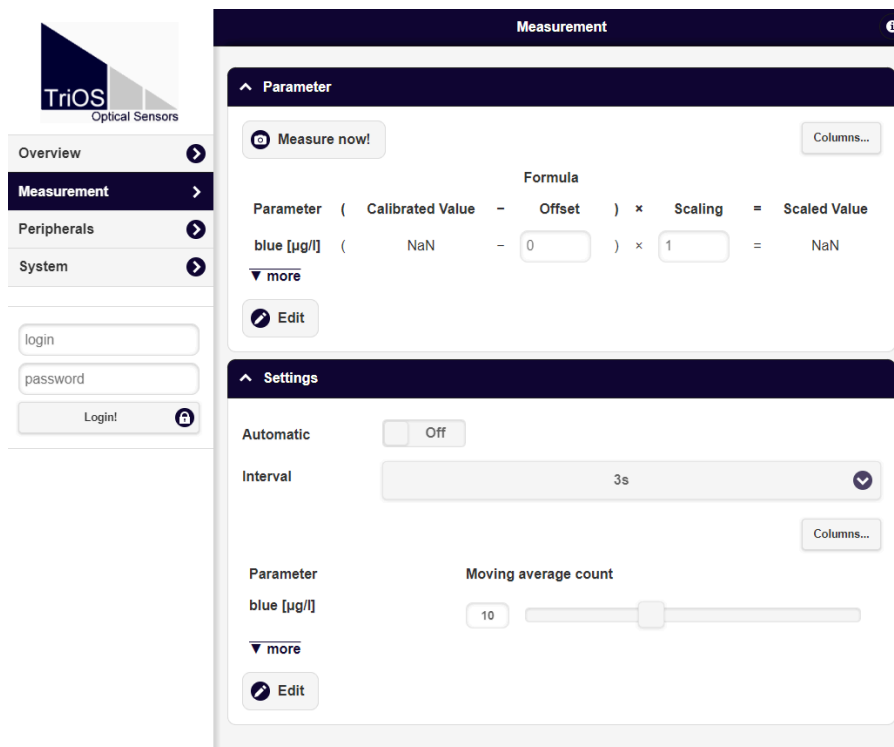 TriOS
Optical Sensors
Overview
Measurement
Peripherals
System
login
password
Login!
Measurement
Parameter
Measure now!
Columns...
Formula
Parameter ( Calibrated Value − Offset ) × Scaling = Scaled Value
blue [µg/l] ( NaN − 0 ) × 1 = NaN
▼ more
Edit
Settings
Automatic Off
Interval 3s
Columns...
Parameter Moving average count
blue [µg/l] 10
▼ more
Edit